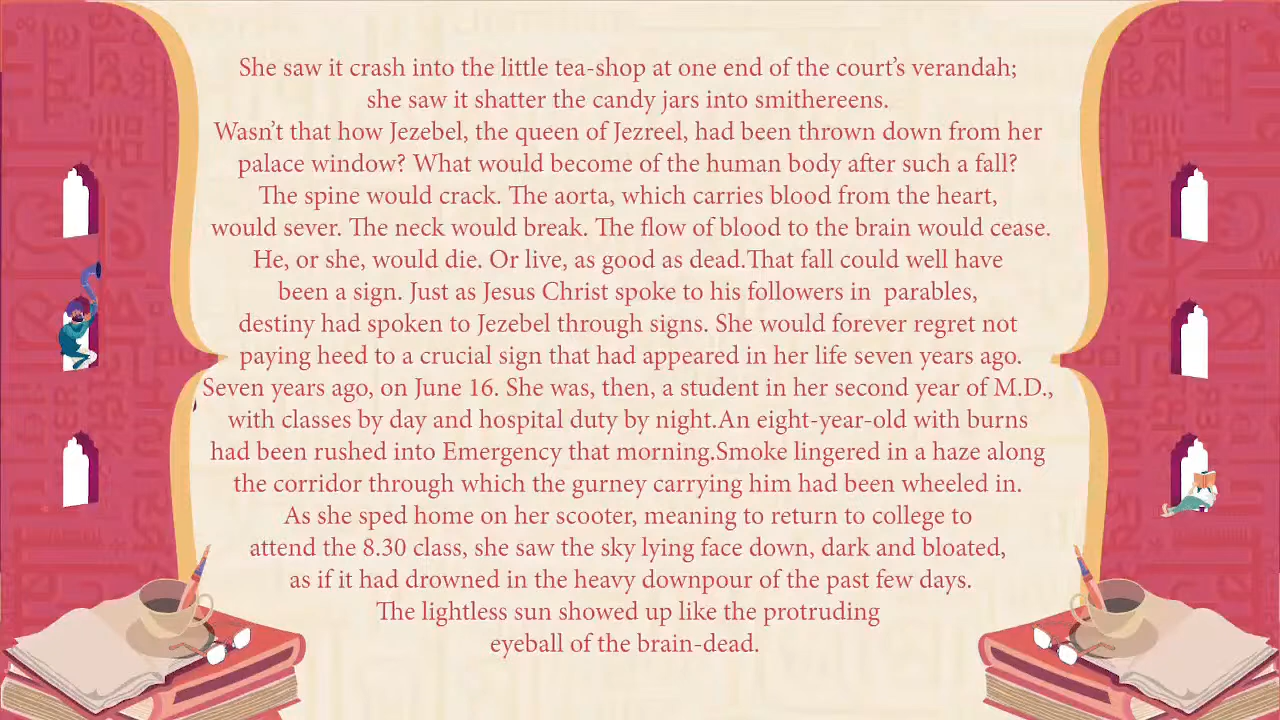 She saw it crash into the little tea-shop at one end of the court's verandah;
she saw it shatter the candy jars into smithereens.
Wasn't that how Jezebel, the queen of Jezreel, had been thrown down from her
palace window? What would become of the human body after such a fall?
The spine would crack. The aorta, which carries blood from the heart,
would sever. The neck would break. The flow of blood to the brain would cease.
He, or she, would die. Or live, as good as dead.That fall could well have
been a sign. Just as Jesus Christ spoke to his followers in  parables,
destiny had spoken to Jezebel through signs. She would forever regret not
paying heed to a crucial sign that had appeared in her life seven years ago.
Seven years ago, on June 16. She was, then, a student in her second year of M.D.,
with classes by day and hospital duty by night.An eight-year-old with burns
had been rushed into Emergency that morning.Smoke lingered in a haze along
the corridor through which the gurney carrying him had been wheeled in.
As she sped home on her scooter, meaning to return to college to
attend the 8.30 class, she saw the sky lying face down, dark and bloated,
as if it had drowned in the heavy downpour of the past few days.
The lightless sun showed up like the protruding
eyeball of the brain-dead.